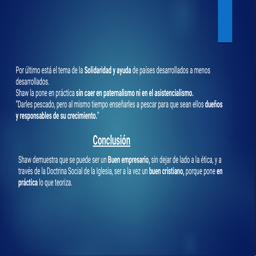 Por último está el tema de la Solidaridad y ayuda de países desarrollados a menos
desarrollados.
Shaw la pone en práctica sin caer en paternalismo ni en el asistencialismo.
"Darles pescado, pero al mismo tiempo enseñarles a pescar para que sean ellos dueños
y responsables de su crecimiento."
Conclusión
Shaw demuestra que se puede ser un Buen empresario, sin dejar de lado a la ética, y a
través de la Doctrina Social de la Iglesia, ser a la vez un buen cristiano, porque pone en
práctica lo que teoriza.